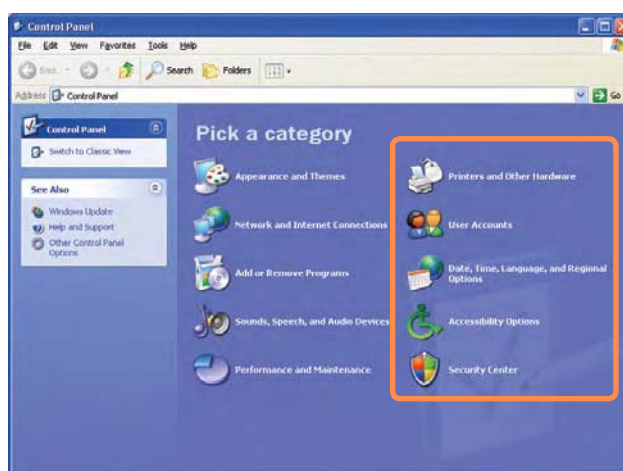 Control Panel
File Edit View Favorites Tools Help
Back Search Folders
Address Control Panel Go
Control Panel
Switch to Classic View
See Also
Windows Update
Help and Support
Other Control Panel
Options
Pick a category
Appearance and Themes
Printers and Other Hardware
Network and Internet Connections
User Accounts
Add or Remove Programs
Date, Time, Language, and Regional
Options
Sounds, Speech, and Audio Devices
Accessibility Options
Performance and Maintenance
Security Center